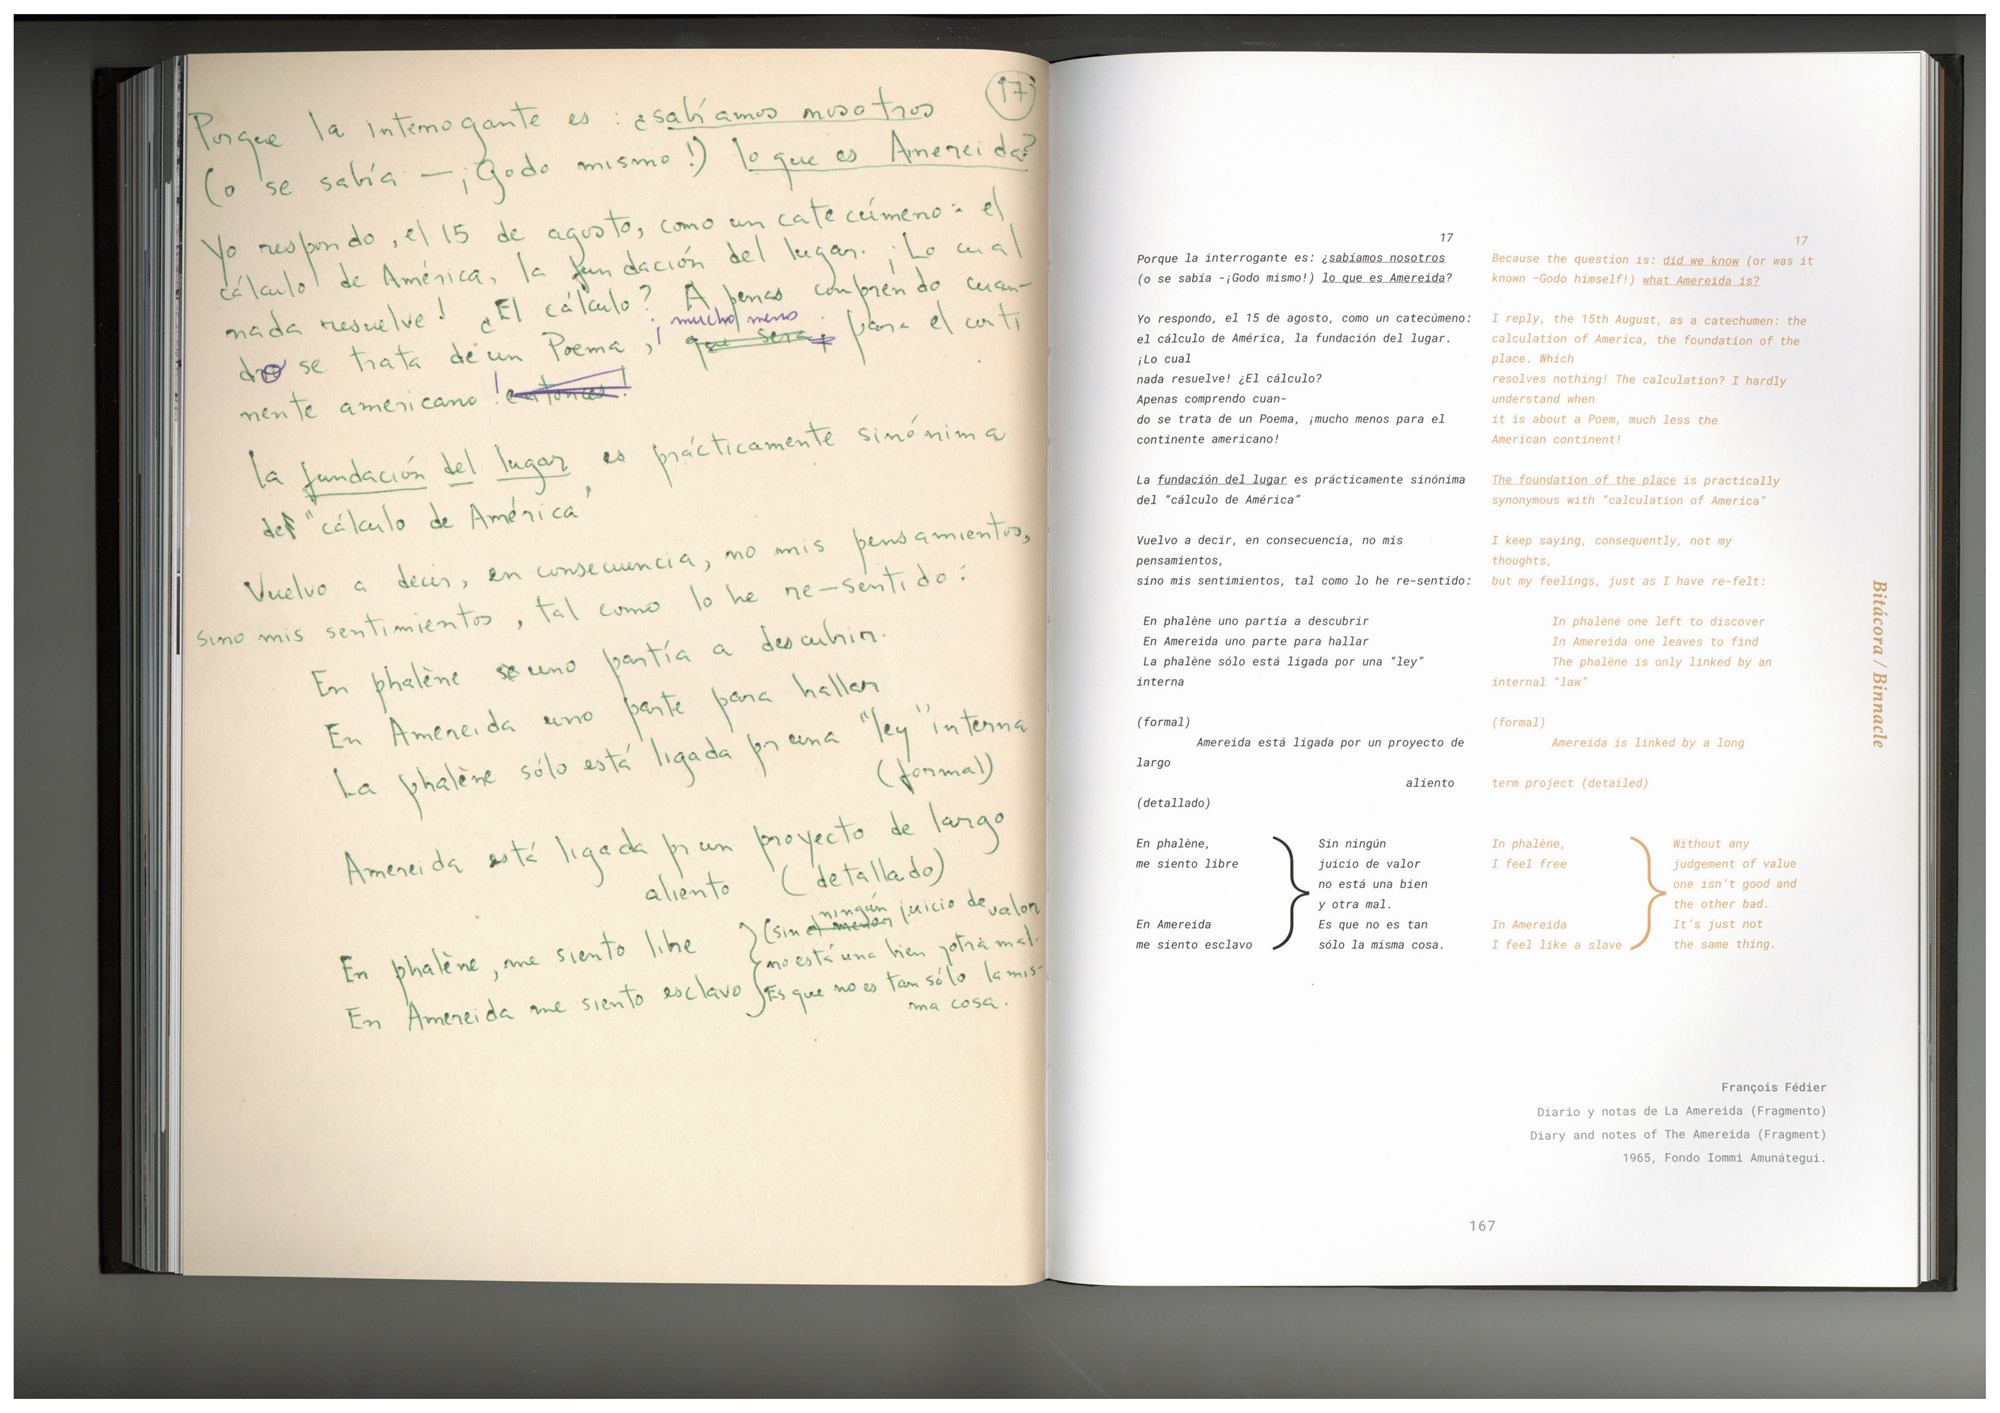 17
Porque la interrogante es : ¿sabíamos nosotros
(o se sabía — ¡Godo mismo!) lo que es Amereida?
Yo respondo, el 15 de agosto, como un catecúmeno: el
cálculo de América, la fundación del lugar. ¡Lo cual
nada resuelve! ¿El cálculo? Apenas comprendo cuan-
¡mucho menos
do se trata de un Poema, que sera, para el conti
nente americano! entonces!
La fundación del lugar es prácticamente sinónima
del "cálculo de América"
Vuelvo a decir, en consecuencia, no mis pensamientos,
sino mis sentimientos, tal como lo he re-sentido:
En phalène se uno partía a descubrir.
En Amereida uno parte para hallar
La phalène sólo está ligada por una "ley" interna
(formal)
Amereida está ligada pr un proyecto de largo
aliento (detallado)
ningún
(sin juicio de valor
En phalène, me siento libre no está una bien y otra mal.
En Amereida me siento esclavo Es que no es tan sólo la mis-
ma cosa.
17
Porque la interrogante es: ¿sabíamos nosotros
(o se sabía -¡Godo mismo!) lo que es Amereida?
Yo respondo, el 15 de agosto, como un catecúmeno:
el cálculo de América, la fundación del lugar.
¡Lo cual
nada resuelve! ¿El cálculo?
Apenas comprendo cuan-
do se trata de un Poema, ¡mucho menos para el
continente americano!
La fundación del lugar es prácticamente sinónima
del "cálculo de América"
Vuelvo a decir, en consecuencia, no mis
pensamientos,
sino mis sentimientos, tal como lo he re-sentido:
En phalène uno partía a descubrir
En Amereida uno parte para hallar
La phalène sólo está ligada por una "ley"
interna
(formal)
Amereida está ligada por un proyecto de
largo
aliento
(detallado)
En phalène,
me siento libre
En Amereida
me siento esclavo
Sin ningún
juicio de valor
no está una bien
y otra mal.
Es que no es tan
sólo la misma cosa.
17
Because the question is: did we know (or was it
known -Godo himself!) what Amereida is?
I reply, the 15th August, as a catechumen: the
calculation of America, the foundation of the
place. Which
resolves nothing! The calculation? I hardly
understand when
it is about a Poem, much less the
American continent!
The foundation of the place is practically
synonymous with "calculation of America"
I keep saying, consequently, not my
thoughts,
but my feelings, just as I have re-felt:
In phalène one left to discover
In Amereida one leaves to find
The phalène is only linked by an
internal "law"
(formal)
Amereida is linked by a long
term project (detailed)
In phalène,
I feel free
In Amereida
I feel like a slave
Without any
judgement of value
one isn't good and
the other bad.
It's just not
the same thing.
Bitácora / Binnacle
François Fédier
Diario y notas de La Amereida (Fragmento)
Diary and notes of The Amereida (Fragment)
1965, Fondo Iommi Amunátegui.
167